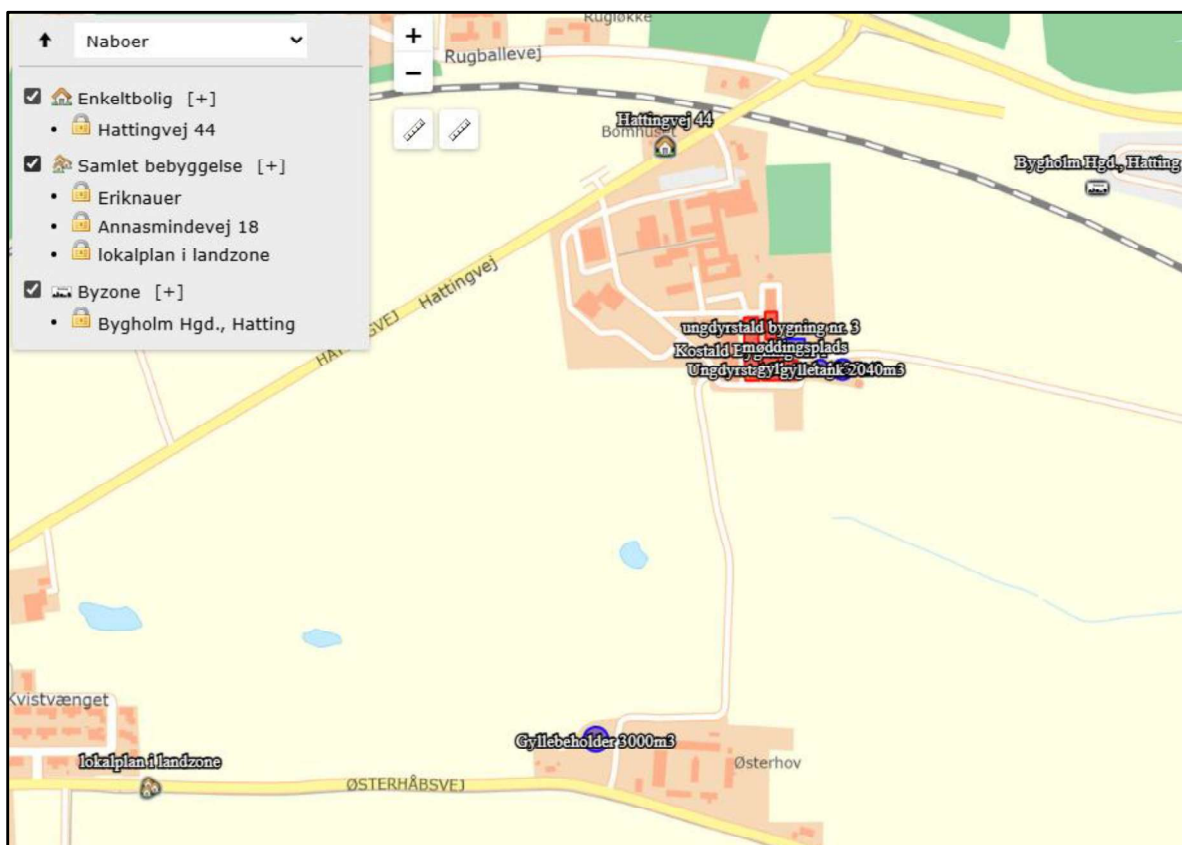 Naboer
Enkeltbolig [+]
Hattingvej 44
Samlet bebyggelse [+]
Eriknauer
Annasmindevej 18
lokalplan i landzone
Byzone [+]
Bygholm Hgd., Hatting
+
−
Rugløkke
Rugballevej
Hattingvej 44
Bomhuset
Bygholm Hgd., Hatting
Hattingvej
ungdyrstald bygning nr. 3
Kostald
møddingsplads
gylletank 2040m3
Kvistvænget
Gyllebeholder 3000m3
Østerhov
lokalplan i landzone
ØSTERHÅBSVEJ